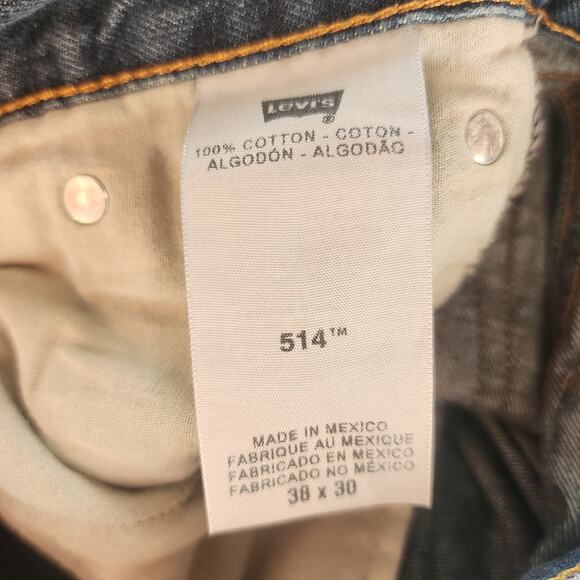 Levi's
®
100% COTTON - COTON -
ALGODÓN - ALGODÃO
514™
MADE IN MEXICO
FABRIQUE AU MEXIQUE
FABRICADO EN MÉXICO
FABRICADO NO MÉXICO
38 x 30